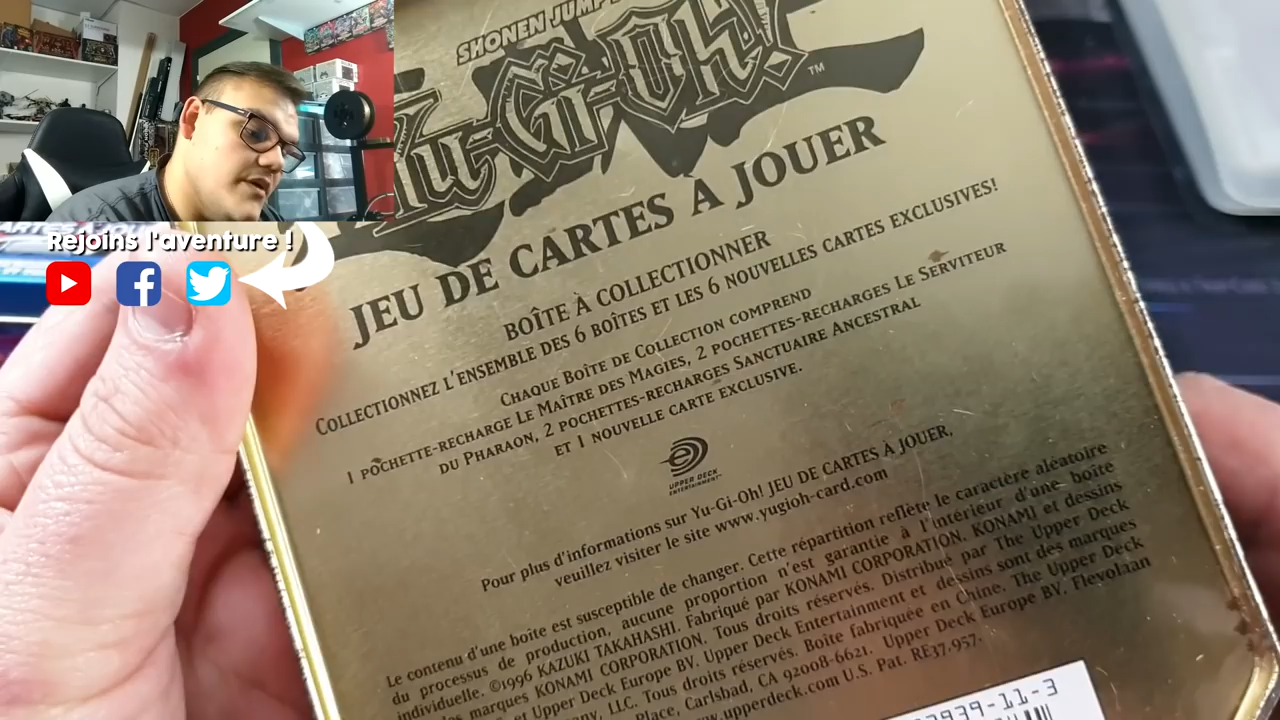 SHONEN JUMP
Yu-Gi-Oh! ™
JEU DE CARTES À JOUER
BOÎTE À COLLECTIONNER
COLLECTIONNEZ L'ENSEMBLE DES 6 BOÎTES ET LES 6 NOUVELLES CARTES EXCLUSIVES!
CHAQUE BOÎTE DE COLLECTION COMPREND
1 POCHETTE-RECHARGE LE MAÎTRE DES MAGIES, 2 POCHETTES-RECHARGES LE SERVITEUR
DU PHARAON, 2 POCHETTES-RECHARGES SANCTUAIRE ANCESTRAL
ET 1 NOUVELLE CARTE EXCLUSIVE.
UPPER DECK
ENTERTAINMENT
Pour plus d'informations sur Yu-Gi-Oh! JEU DE CARTES À JOUER,
veuillez visiter le site www.yugioh-card.com
Le contenu d'une boîte est susceptible de changer. Cette répartition reflète le caractère aléatoire
du processus de production, aucune proportion n'est garantie à l'intérieur d'une boîte
individuelle. ©1996 KAZUKI TAKAHASHI. Fabriqué par KONAMI CORPORATION. KONAMI et dessins
des marques KONAMI CORPORATION. Tous droits réservés. Distribué par The Upper Deck
et Upper Deck Europe BV. Upper Deck Entertainment et dessins sont des marques
LLC. Tous droits réservés. Boîte fabriquée en Chine. The Upper Deck
Place, Carlsbad, CA 92008-6621. Upper Deck Europe BV. Flevolaan
www.upperdeck.com U.S. Pat. RE37,957.
939-11-3
Rejoins l'aventure !